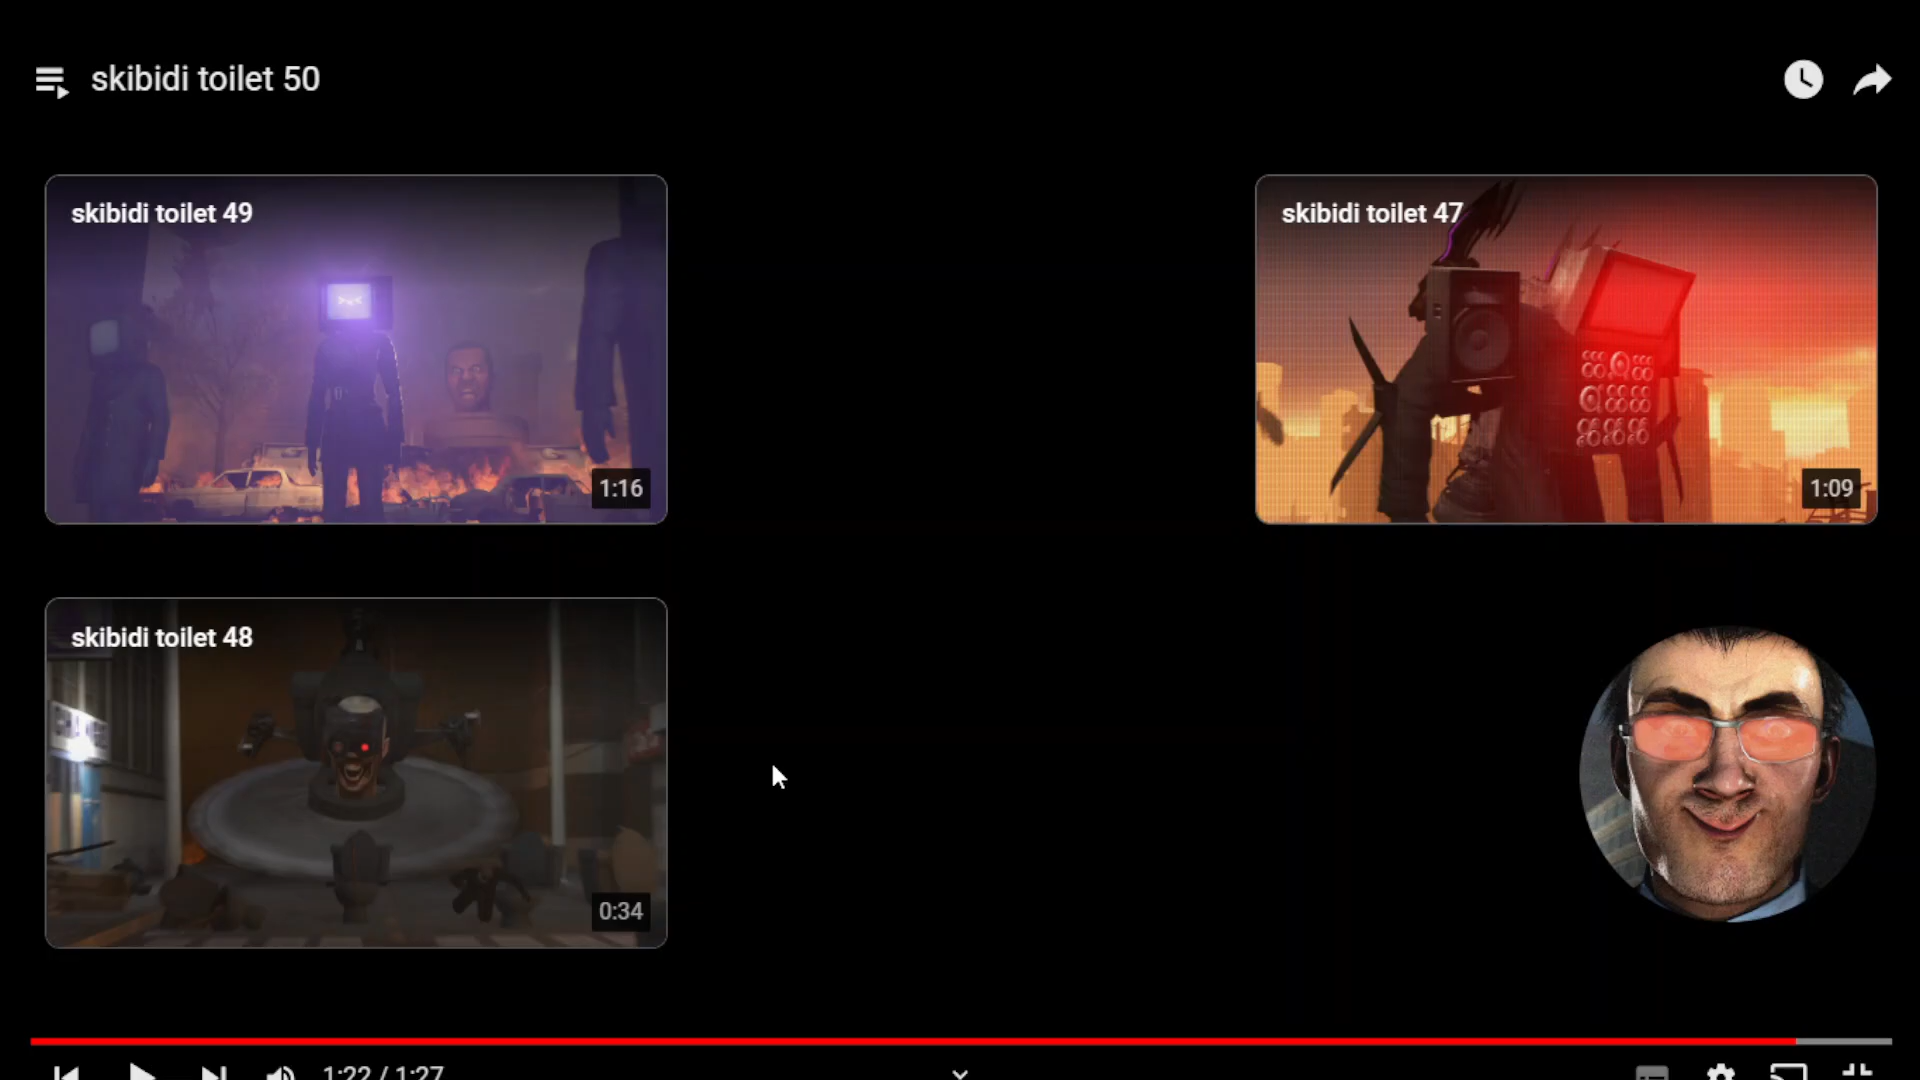 skibidi toilet 50
skibidi toilet 49
1:16
skibidi toilet 47
1:09
skibidi toilet 48
0:34
1:22 / 1:27